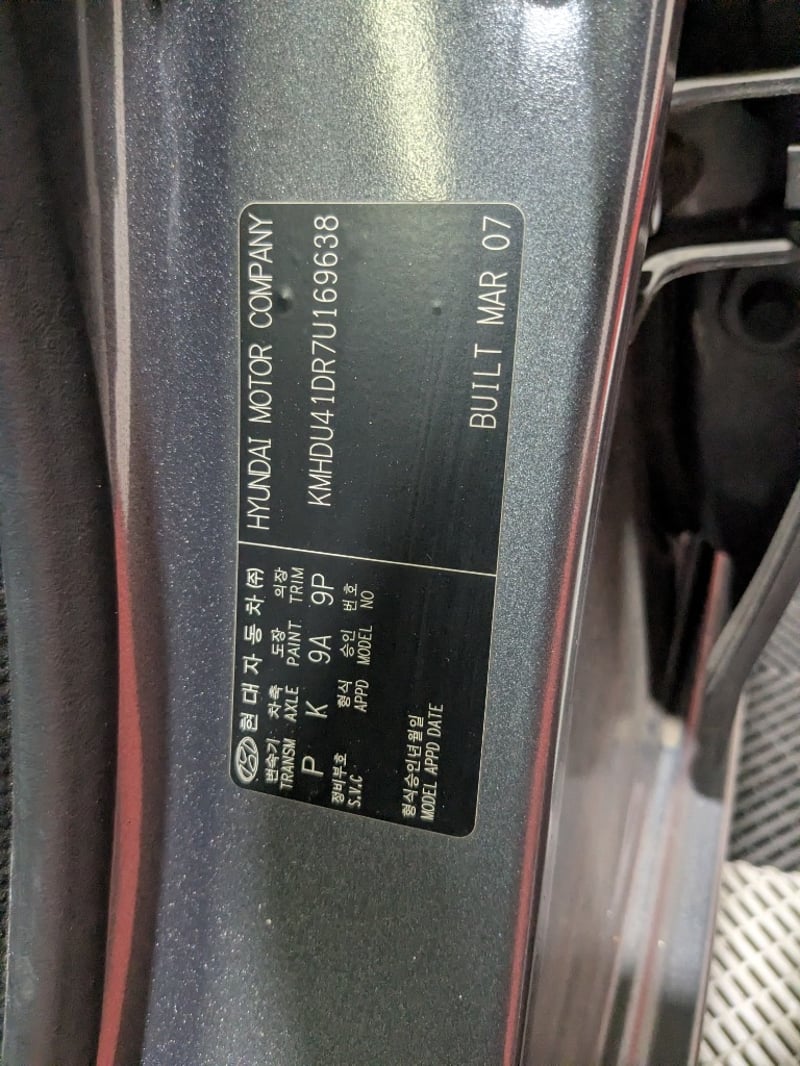 현대자동차(주) HYUNDAI MOTOR COMPANY
변속기 차축 도장 의장
TRANSM AXLE PAINT TRIM
P K 9A 9P KMHDU41DR7U169638
정비부호 형식 승인 번호
S.V.C APPD MODEL NO
형식승인년월일
MODEL APPD DATE
BUILT MAR 07